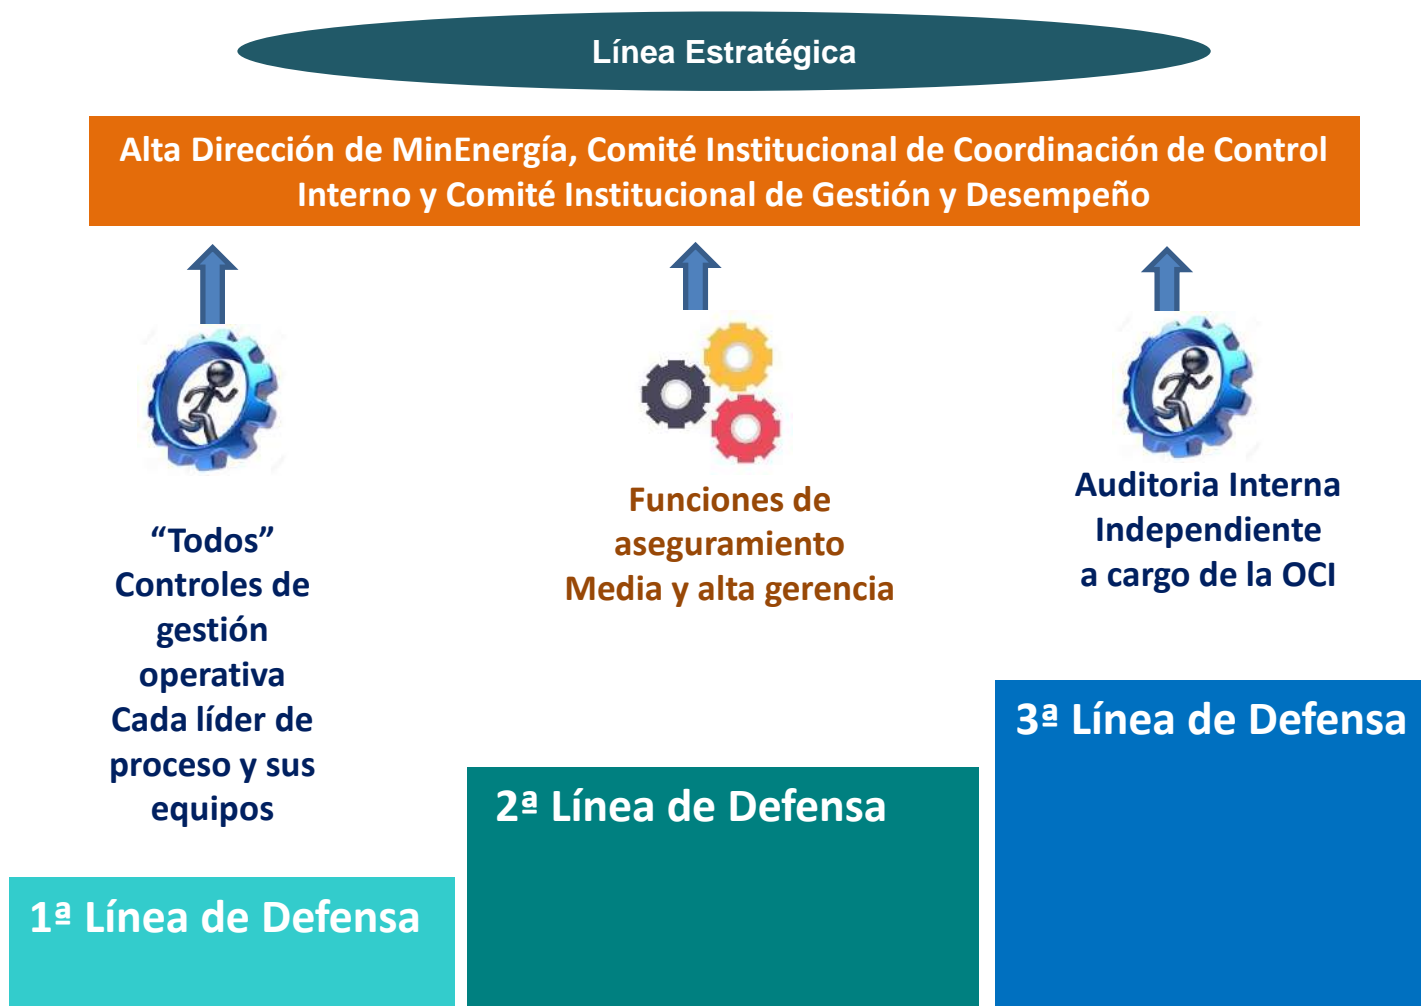 Línea Estratégica
Alta Dirección de MinEnergía, Comité Institucional de Coordinación de Control
Interno y Comité Institucional de Gestión y Desempeño
“Todos”
Controles de
gestión
operativa
Cada líder de
proceso y sus
equipos
1ª Línea de Defensa
Funciones de
aseguramiento
Media y alta gerencia
2ª Línea de Defensa
Auditoria Interna
Independiente
a cargo de la OCI
3ª Línea de Defensa